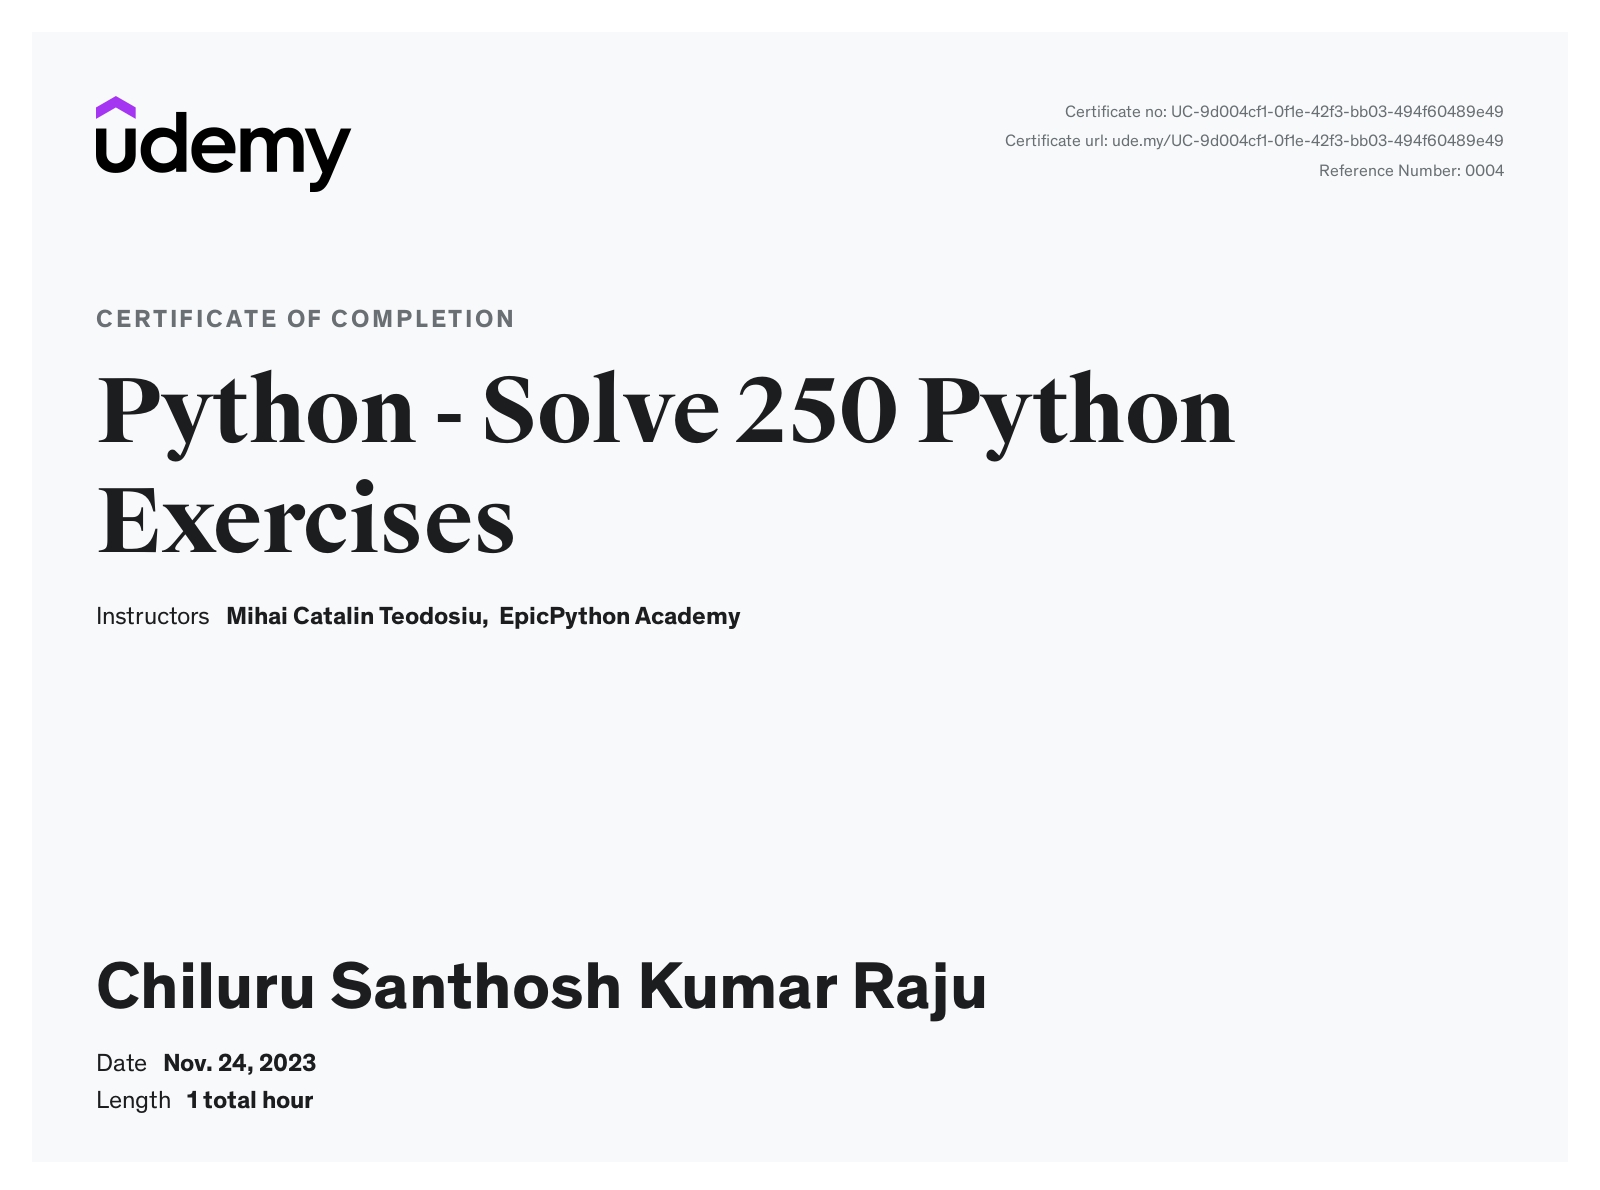 udemy
Certificate no: UC-9d004cf1-0f1e-42f3-bb03-494f60489e49
Certificate url: ude.my/UC-9d004cf1-0f1e-42f3-bb03-494f60489e49
Reference Number: 0004
CERTIFICATE OF COMPLETION
Python - Solve 250 Python
Exercises
Instructors Mihai Catalin Teodosiu, EpicPython Academy
Chiluru Santhosh Kumar Raju
Date Nov. 24, 2023
Length 1 total hour